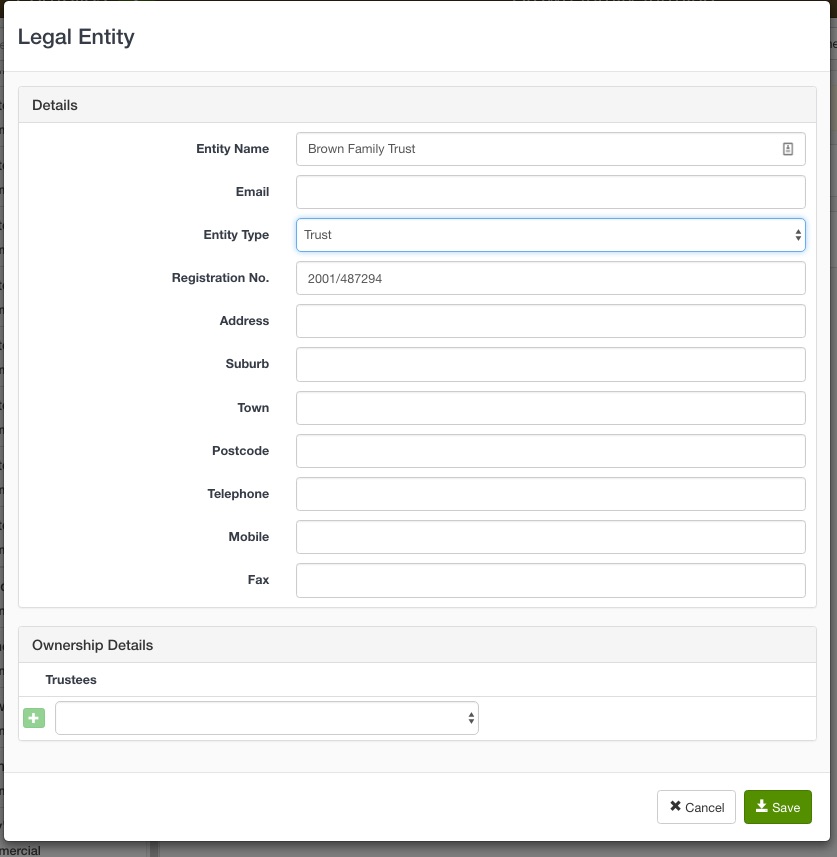 Legal Entity
Details
Entity Name Brown Family Trust
Email
Entity Type Trust
Registration No. 2001/487294
Address
Suburb
Town
Postcode
Telephone
Mobile
Fax
Ownership Details
Trustees
Cancel Save
mercial